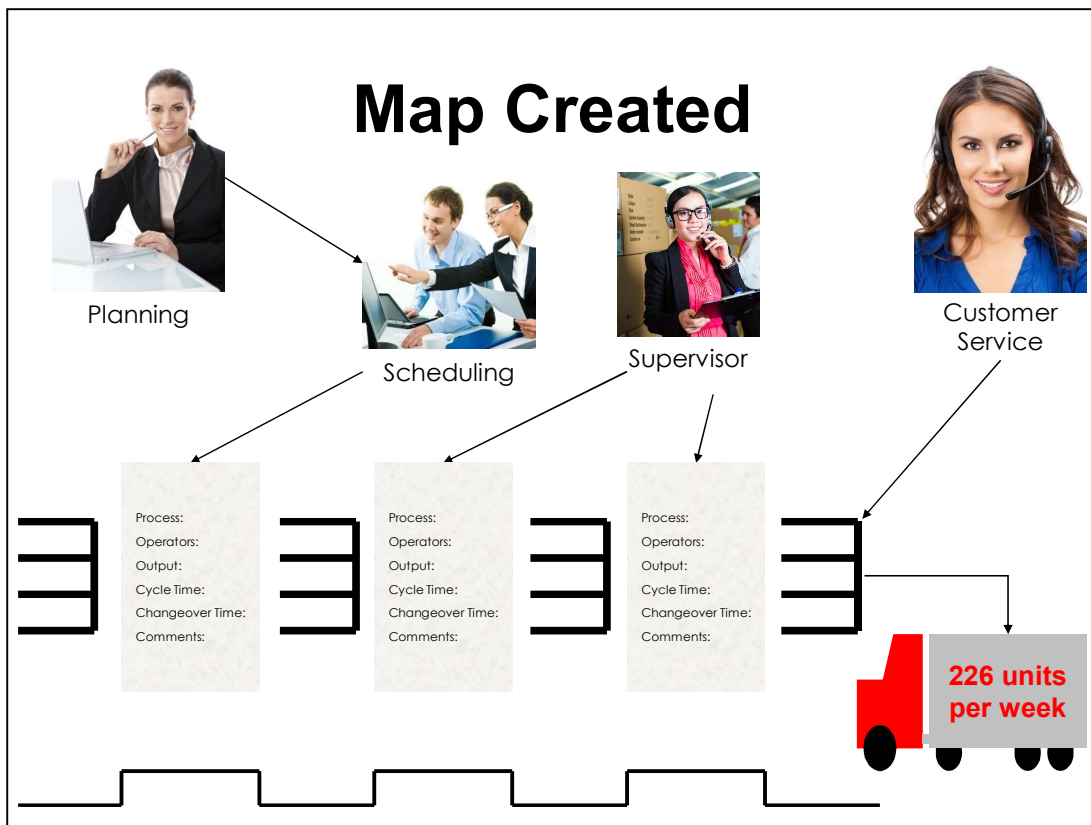 Map Created
Planning
Scheduling
Supervisor
Customer
Service
Process:
Operators:
Output:
Cycle Time:
Changeover Time:
Comments:
Process:
Operators:
Output:
Cycle Time:
Changeover Time:
Comments:
Process:
Operators:
Output:
Cycle Time:
Changeover Time:
Comments:
226 units
per week